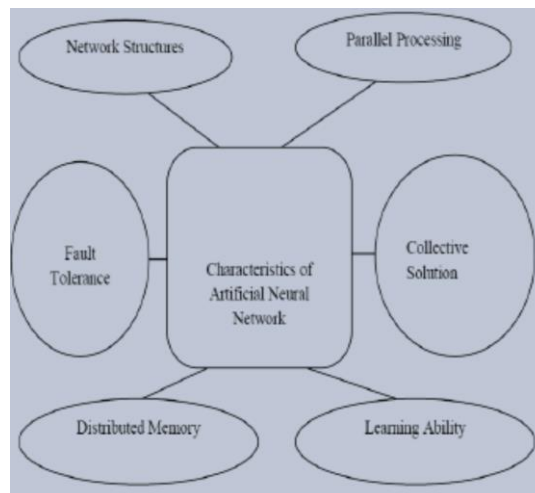 Network Structures
Parallel Processing
Fault
Tolerance
Characteristics of
Artificial Neural
Network
Collective
Solution
Distributed Memory
Learning Ability